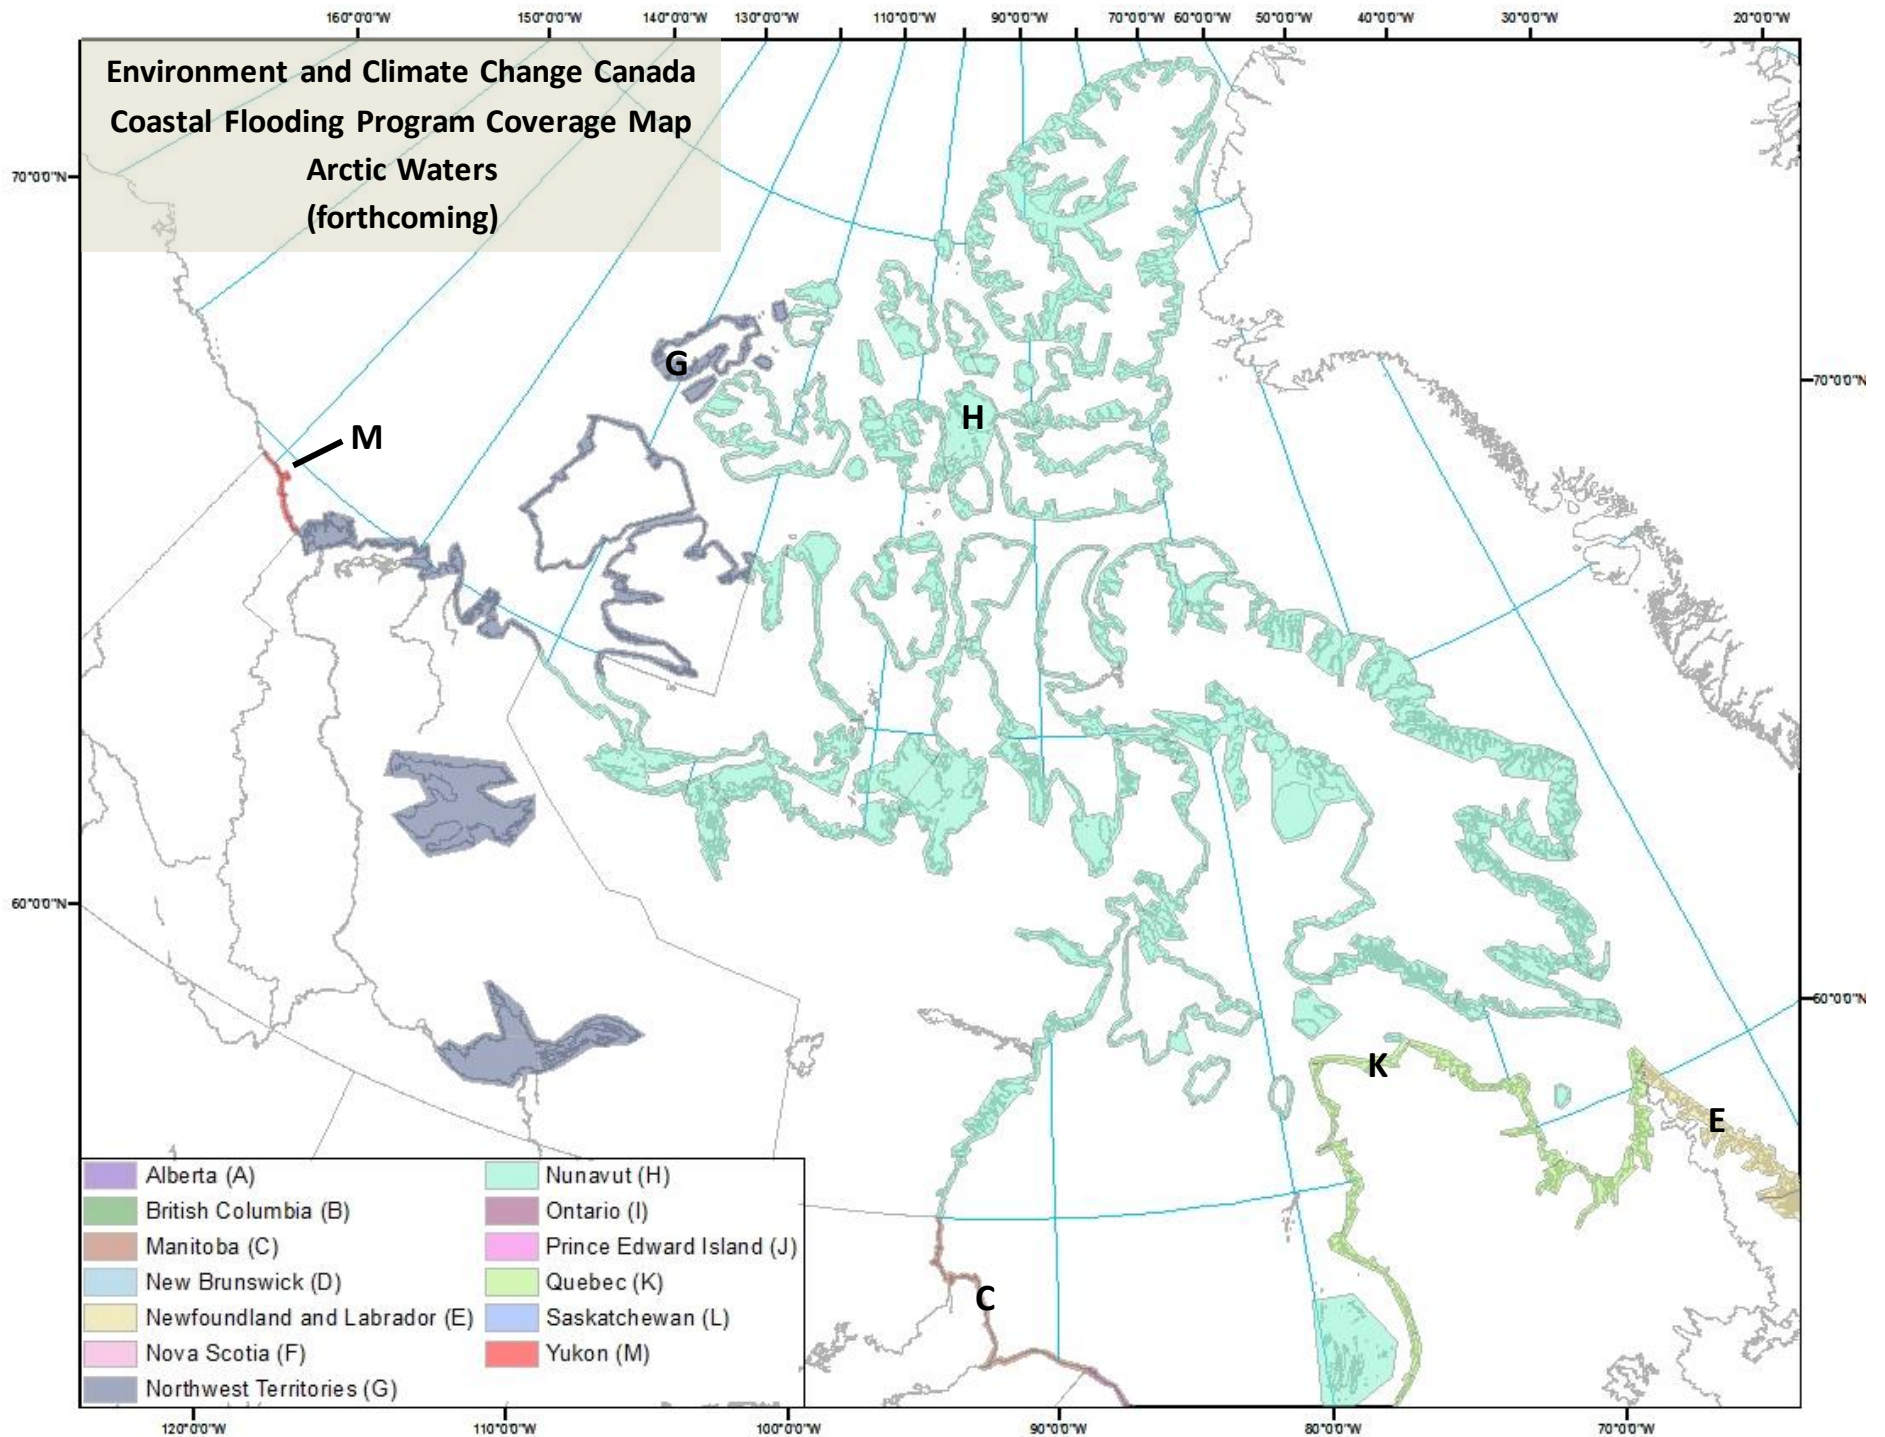 160°0'0"W 150°0'0"W 140°0'0"W 130°0'0"W 110°0'0"W 90°0'0"W 70°0'0"W 60°0'0"W 50°0'0"W 40°0'0"W 30°0'0"W 20°0'0"W
Environment and Climate Change Canada
Coastal Flooding Program Coverage Map
Arctic Waters
(forthcoming)
70°0'0"N
G
70°0'0"N
H
M
60°0'0"N
60°0'0"N
K
E
C
Alberta (A)
British Columbia (B)
Manitoba (C)
New Brunswick (D)
Newfoundland and Labrador (E)
Nova Scotia (F)
Northwest Territories (G)
Nunavut (H)
Ontario (I)
Prince Edward Island (J)
Quebec (K)
Saskatchewan (L)
Yukon (M)
120°0'0"W 110°0'0"W 100°0'0"W 90°0'0"W 80°0'0"W 70°0'0"W